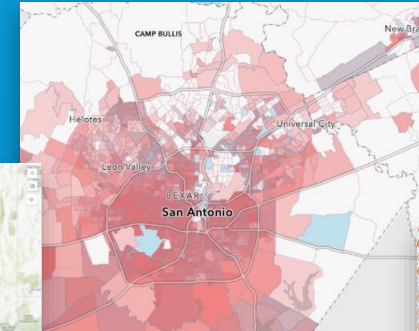 CAMP BULLIS
New Bra
Helotes
Universal City
Leon Valley
BEXAR
San Antonio